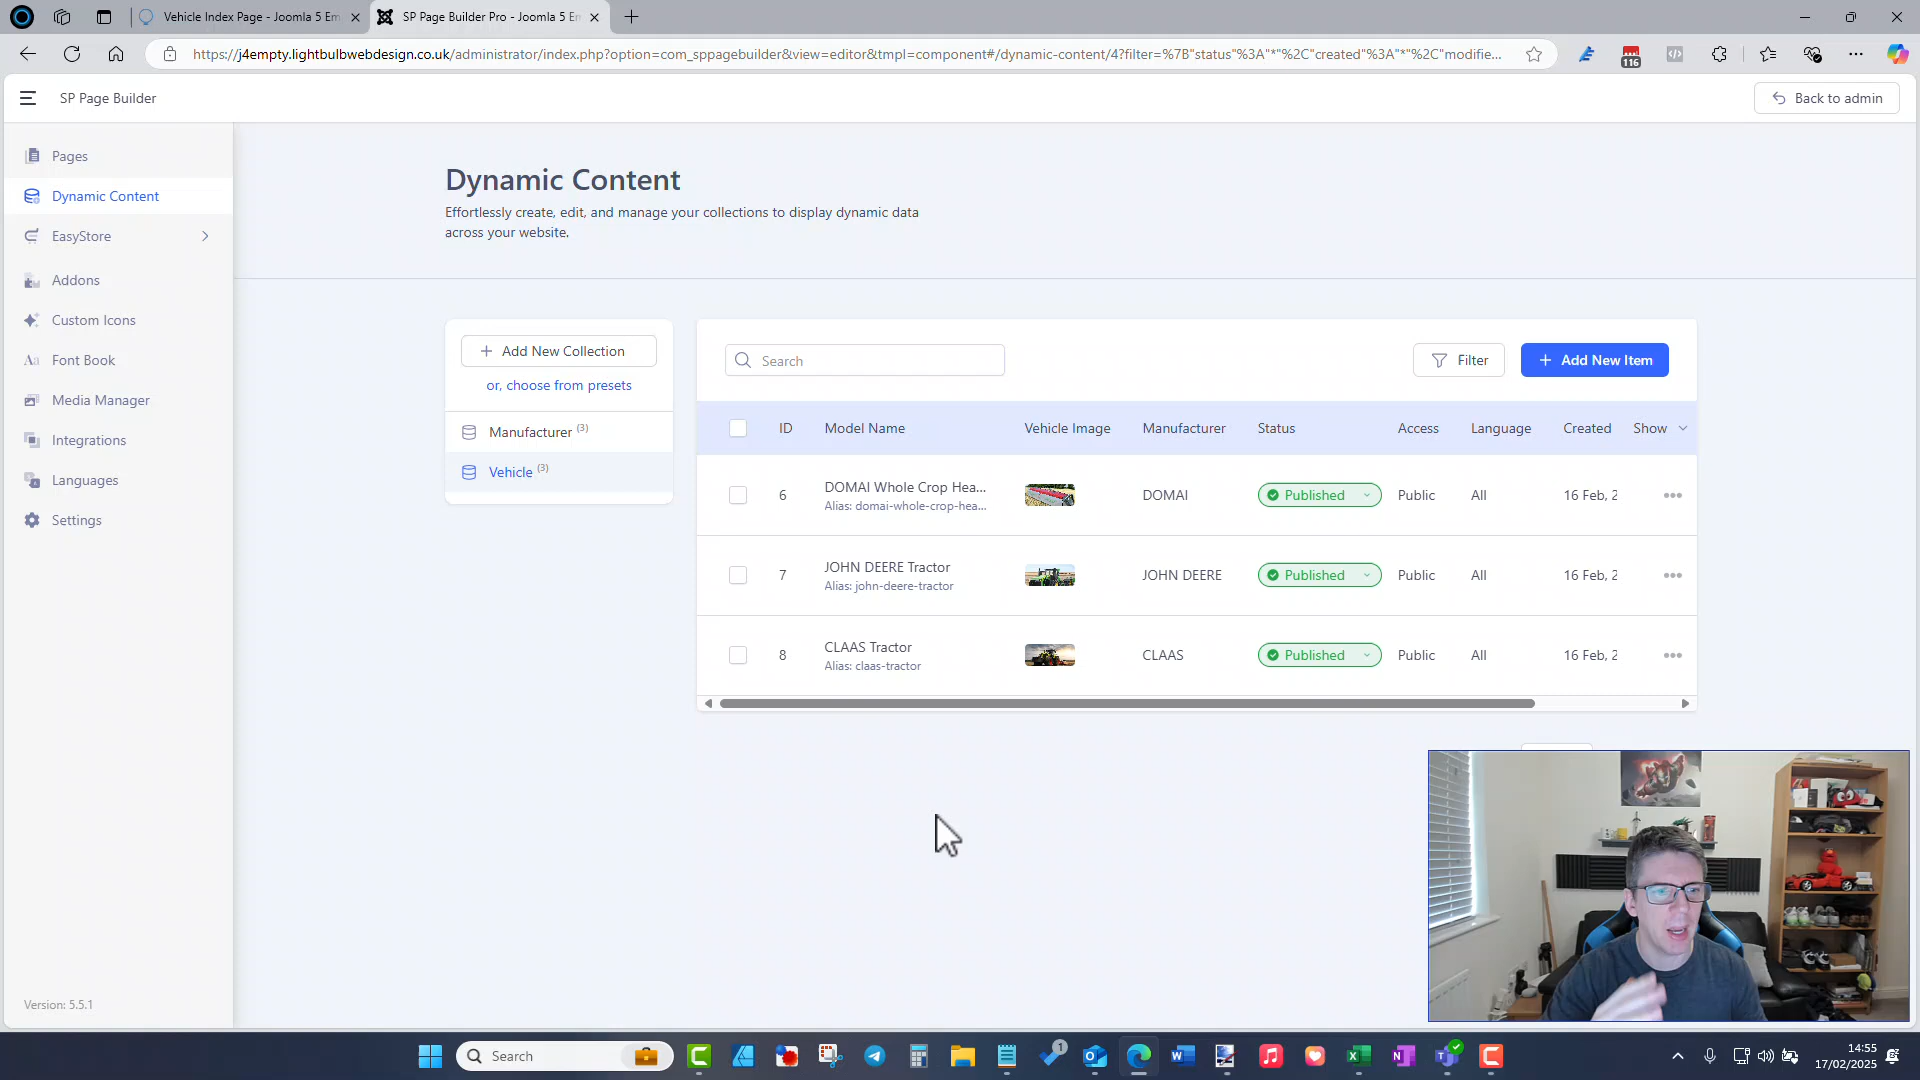 Vehicle Index Page - Joomla 5 Em
SP Page Builder Pro - Joomla 5 Em
https://j4empty.lightbulbwebdesign.co.uk/administrator/index.php?option=com_sppagebuilder&view=editor&tmpl=component#/dynamic-content/4?filter=%7B"status"%3A"*"%2C"created"%3A"*"%2C"modifie...
116
SP Page Builder
Back to admin
Pages
Dynamic Content
EasyStore
Addons
Custom Icons
Font Book
Media Manager
Integrations
Languages
Settings
Version: 5.5.1
Dynamic Content
Effortlessly create, edit, and manage your collections to display dynamic data
across your website.
Add New Collection
or, choose from presets
Manufacturer (3)
Vehicle (3)
Search
Filter
Add New Item
ID Model Name Vehicle Image Manufacturer Status Access Language Created Show
6 DOMAI Whole Crop Hea... DOMAI Published Public All 16 Feb, 2
Alias: domai-whole-crop-hea...
7 JOHN DEERE Tractor JOHN DEERE Published Public All 16 Feb, 2
Alias: john-deere-tractor
8 CLAAS Tractor CLAAS Published Public All 16 Feb, 2
Alias: claas-tractor
Search
1
14:55
17/02/2025